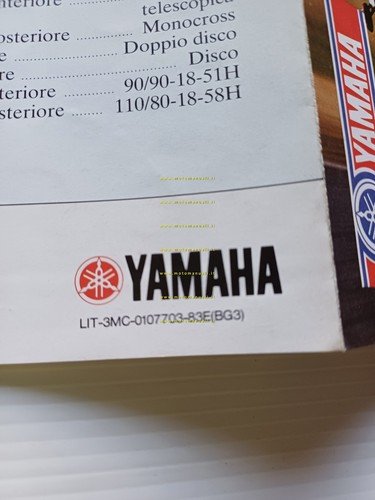 nteriore
telescopica
osteriore ........ Monocross
Doppio disco
re ........ Disco
teriore ........ 90/90-18-51H
osteriore ........ 110/80-18-58H
YAMAHA
LIT-3MC-0107703-83E(BG3)
YAMAHA